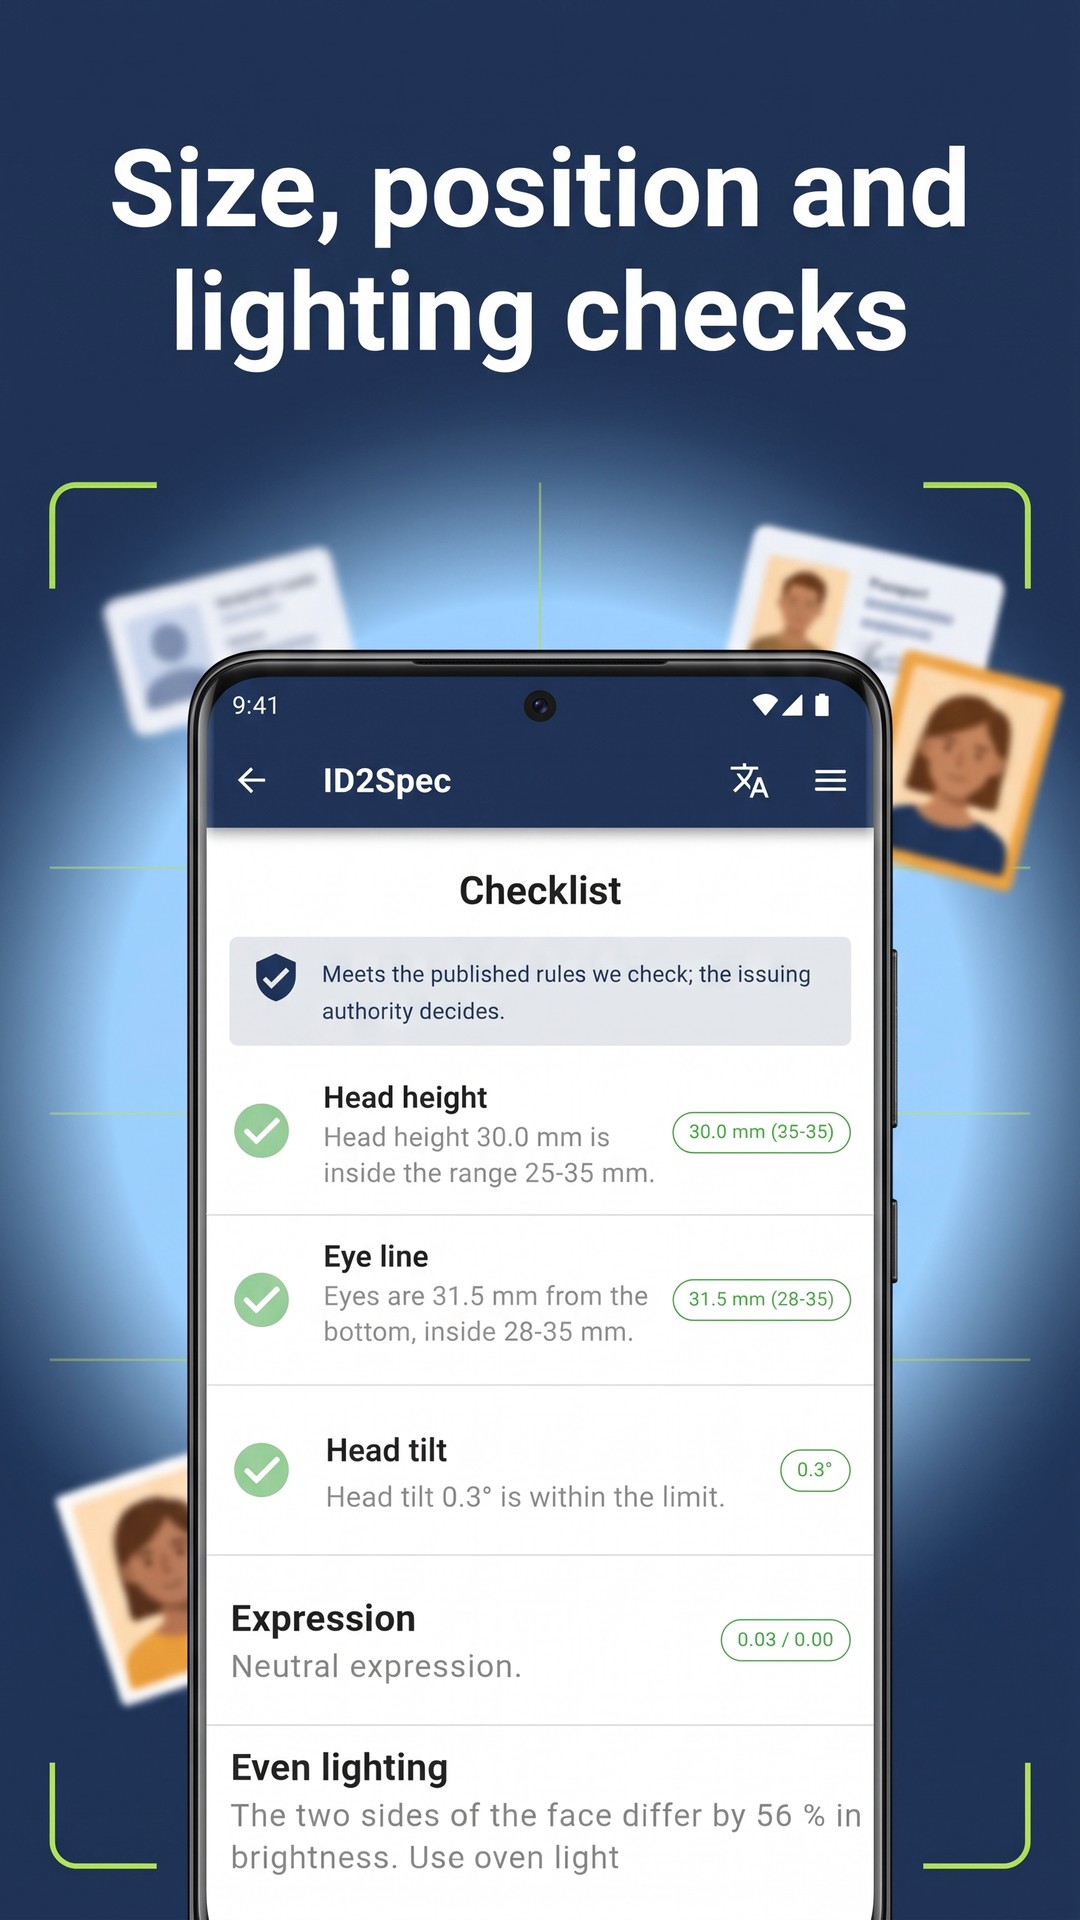 Size, position and
lighting checks
Passport
9:41
ID2Spec
Checklist
Meets the published rules we check; the issuing
authority decides.
Head height
Head height 30.0 mm is
inside the range 25-35 mm.
30.0 mm (35-35)
Eye line
Eyes are 31.5 mm from the
bottom, inside 28-35 mm.
31.5 mm (28-35)
Head tilt
Head tilt 0.3° is within the limit.
0.3°
Expression
Neutral expression.
0.03 / 0.00
Even lighting
The two sides of the face differ by 56 % in
brightness. Use oven light